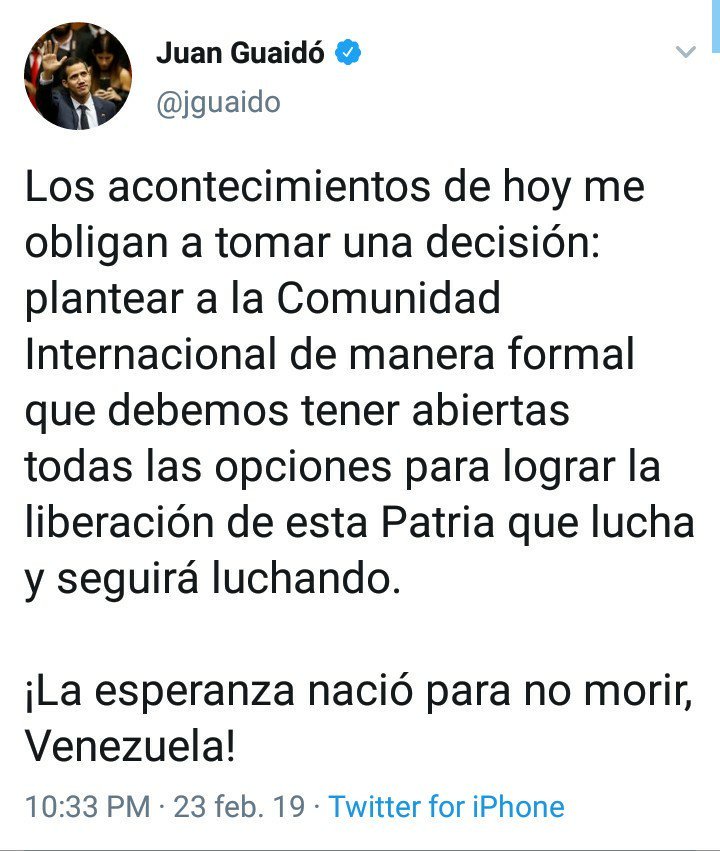 Juan Guaidó
@jguaido
Los acontecimientos de hoy me
obligan a tomar una decisión:
plantear a la Comunidad
Internacional de manera formal
que debemos tener abiertas
todas las opciones para lograr la
liberación de esta Patria que lucha
y seguirá luchando.
¡La esperanza nació para no morir,
Venezuela!
10:33 PM · 23 feb. 19 · Twitter for iPhone